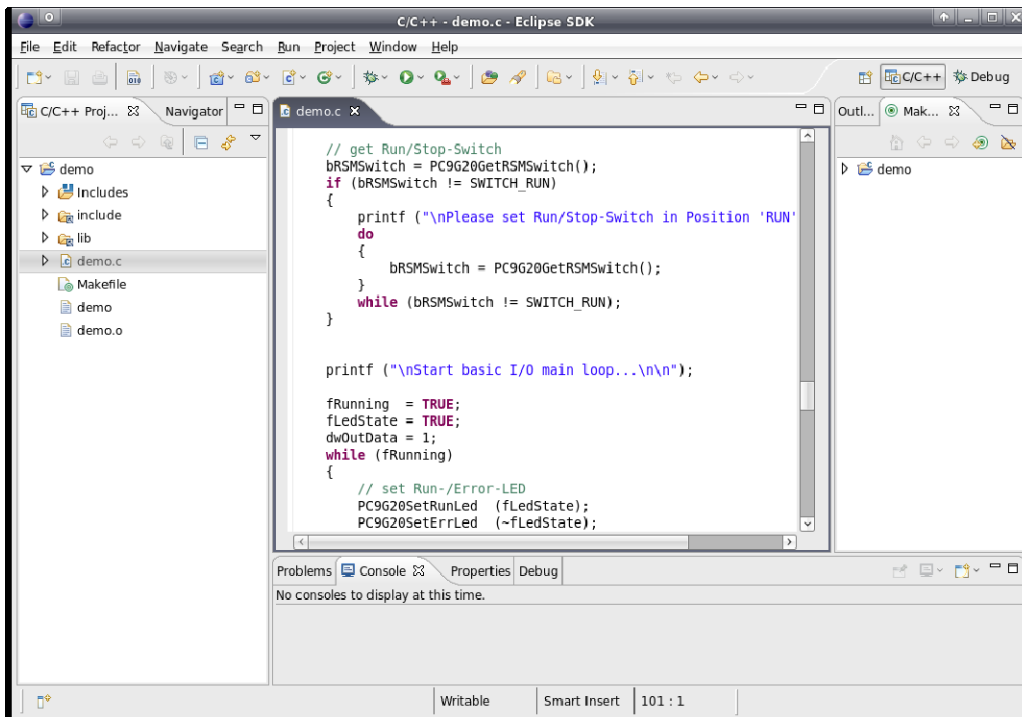 C/C++ - demo.c - Eclipse SDK
File Edit Refactor Navigate Search Run Project Window Help
C/C++ Debug
C/C++ Proj... Navigator
demo
Includes
include
lib
demo.c
Makefile
demo
demo.o
demo.c
// get Run/Stop-Switch
bRSMSwitch = PC9G20GetRSMSwitch();
if (bRSMSwitch != SWITCH_RUN)
{
printf ("\nPlease set Run/Stop-Switch in Position 'RUN'
do
{
bRSMSwitch = PC9G20GetRSMSwitch();
}
while (bRSMSwitch != SWITCH_RUN);
}
printf ("\nStart basic I/O main loop...\n\n");
fRunning = TRUE;
fLedState = TRUE;
dwOutData = 1;
while (fRunning)
{
// set Run-/Error-LED
PC9G20SetRunLed (fLedState);
PC9G20SetErrLed (~fLedState);
Outl... Mak...
demo
Problems Console Properties Debug
No consoles to display at this time.
Writable Smart Insert 101 : 1